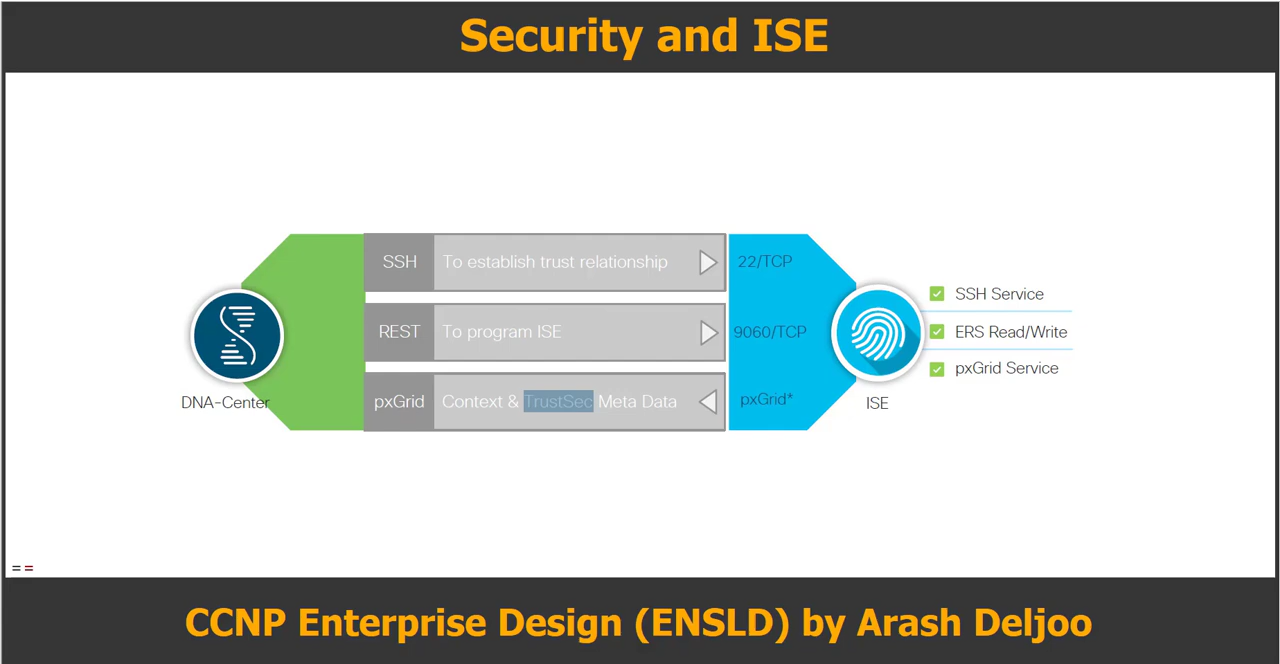 Security and ISE
SSH To establish trust relationship 22/TCP
REST To program ISE 9060/TCP
pxGrid Context & TrustSec Meta Data pxGrid*
DNA-Center
ISE
SSH Service
ERS Read/Write
pxGrid Service
= =
CCNP Enterprise Design (ENSLD) by Arash Deljoo